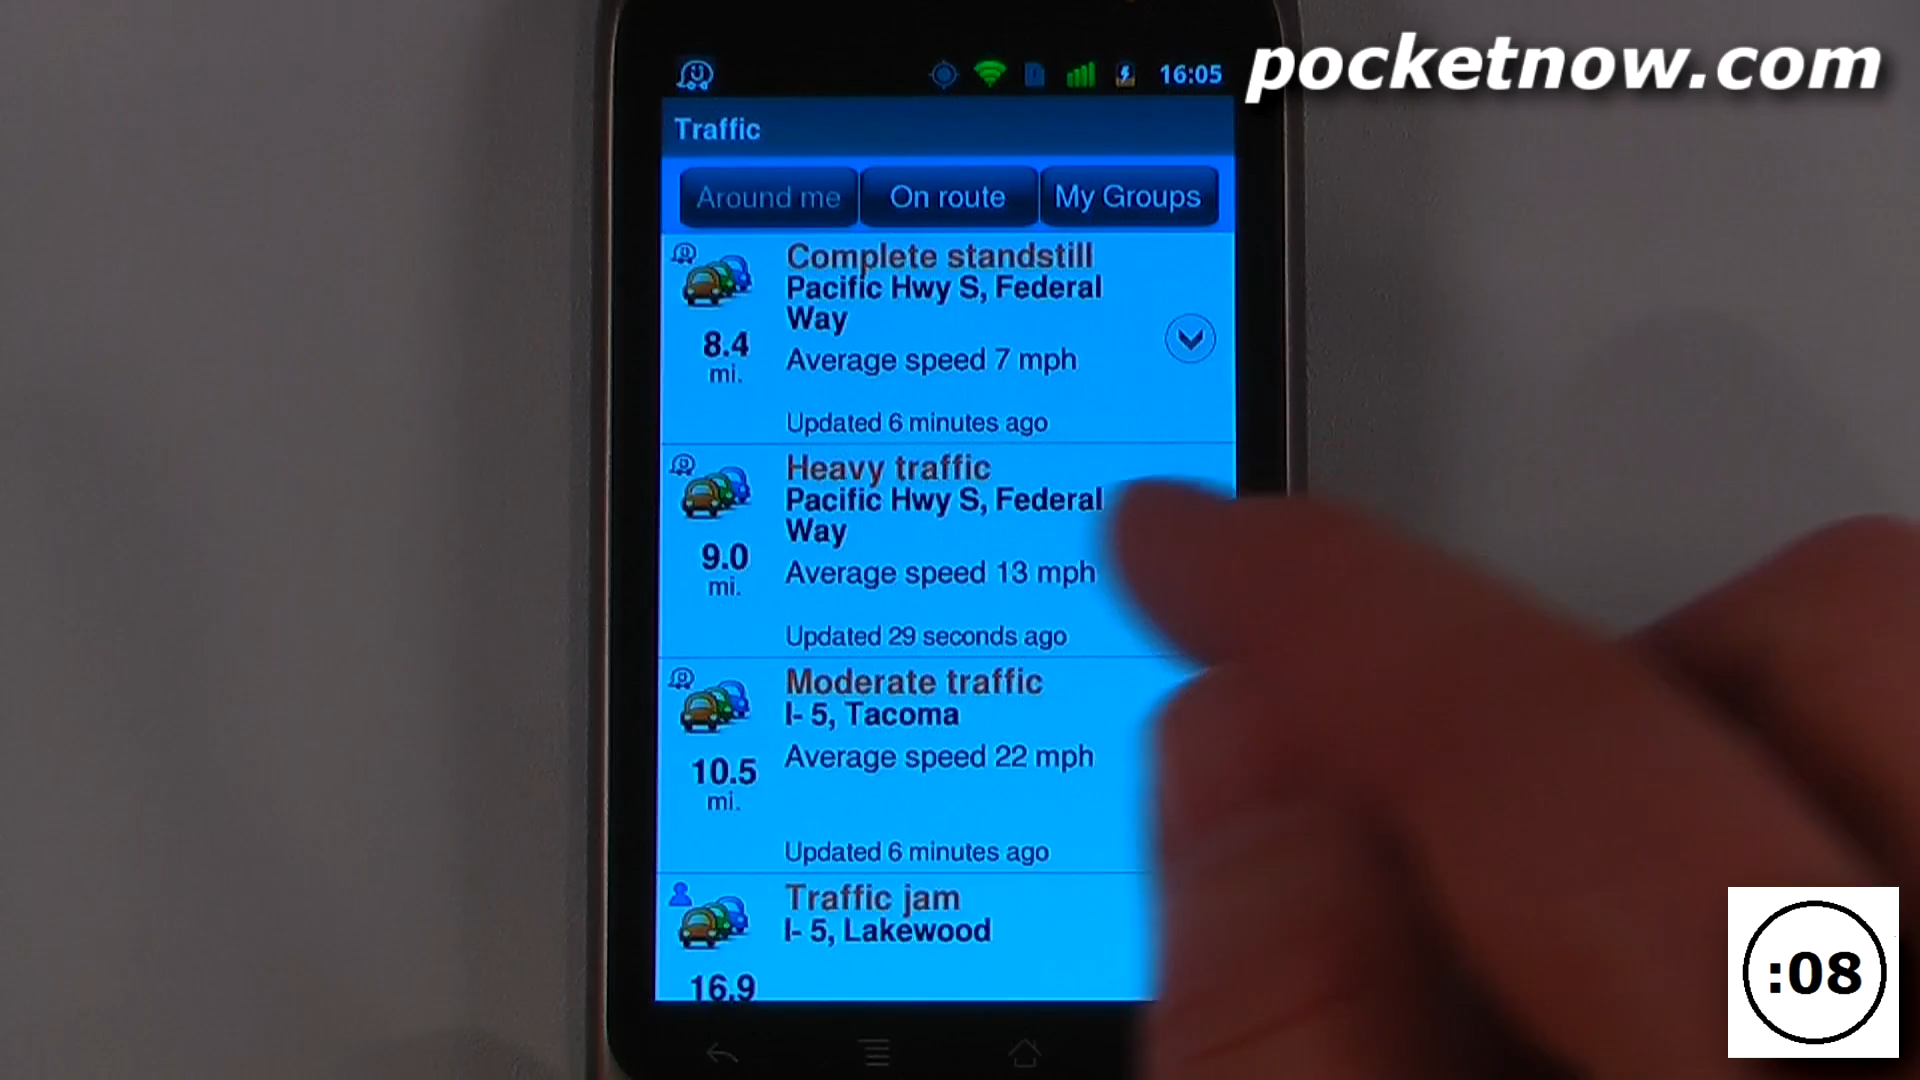 pocketnow.com
16:05
Traffic
Around me
On route
My Groups
Complete standstill
Pacific Hwy S, Federal
Way
8.4
mi.
Average speed 7 mph
Updated 6 minutes ago
Heavy traffic
Pacific Hwy S, Federal
Way
9.0
mi.
Average speed 13 mph
Updated 29 seconds ago
Moderate traffic
I- 5, Tacoma
10.5
mi.
Average speed 22 mph
Updated 6 minutes ago
Traffic jam
I- 5, Lakewood
16.9
:08